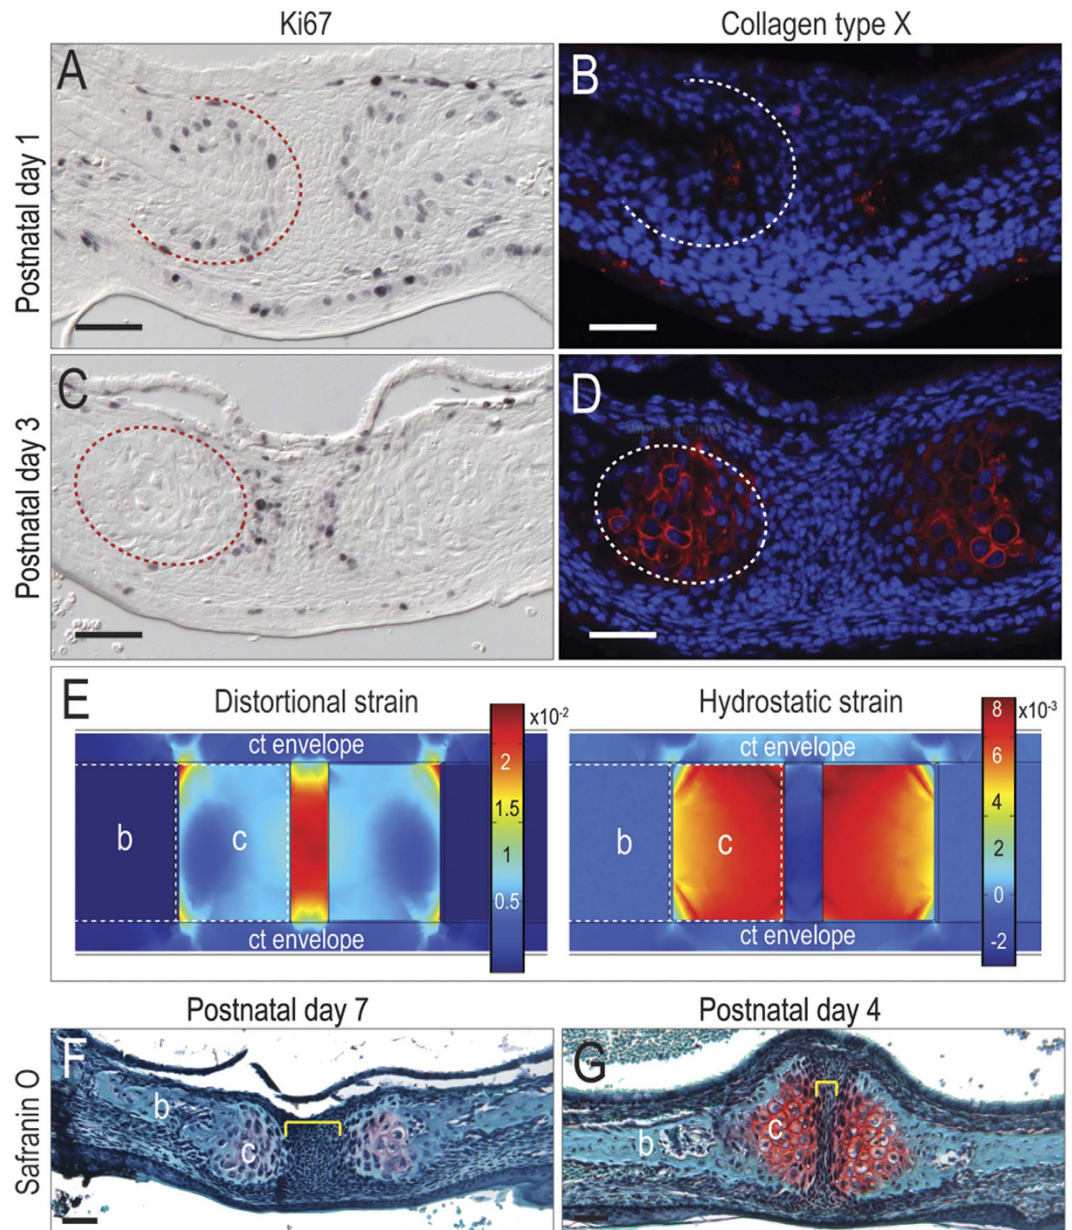 Ki67
Collagen type X
Postnatal day 1
A
B
Postnatal day 3
C
D
E
Distortional strain
Hydrostatic strain
x10-2
2
1.5
1
0.5
ct envelope
b
c
ct envelope
x10-3
8
6
4
2
0
-2
ct envelope
b
c
ct envelope
Postnatal day 7
Postnatal day 4
Safranin O
F
b
c
G
b
c